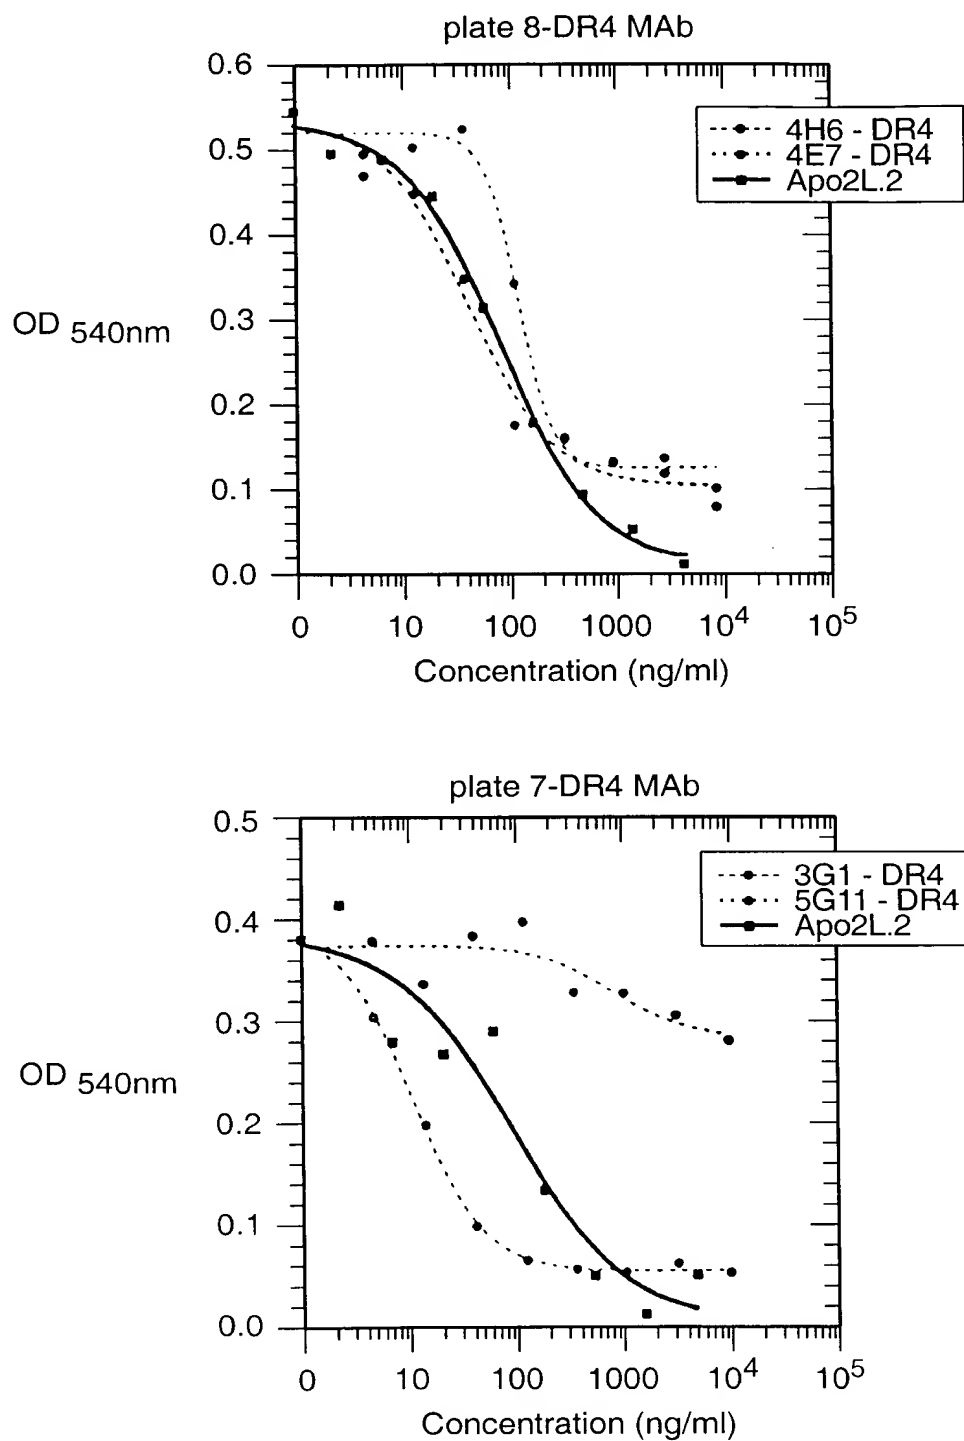 plate 8-DR4 MAb
0.6
0.5
0.4
0.3
0.2
0.1
0.0
OD 540nm
4H6 - DR4
4E7 - DR4
Apo2L.2
0 10 100 1000 10^4 10^5
Concentration (ng/ml)
plate 7-DR4 MAb
0.5
0.4
0.3
0.2
0.1
0.0
OD 540nm
3G1 - DR4
5G11 - DR4
Apo2L.2
0 10 100 1000 10^4 10^5
Concentration (ng/ml)